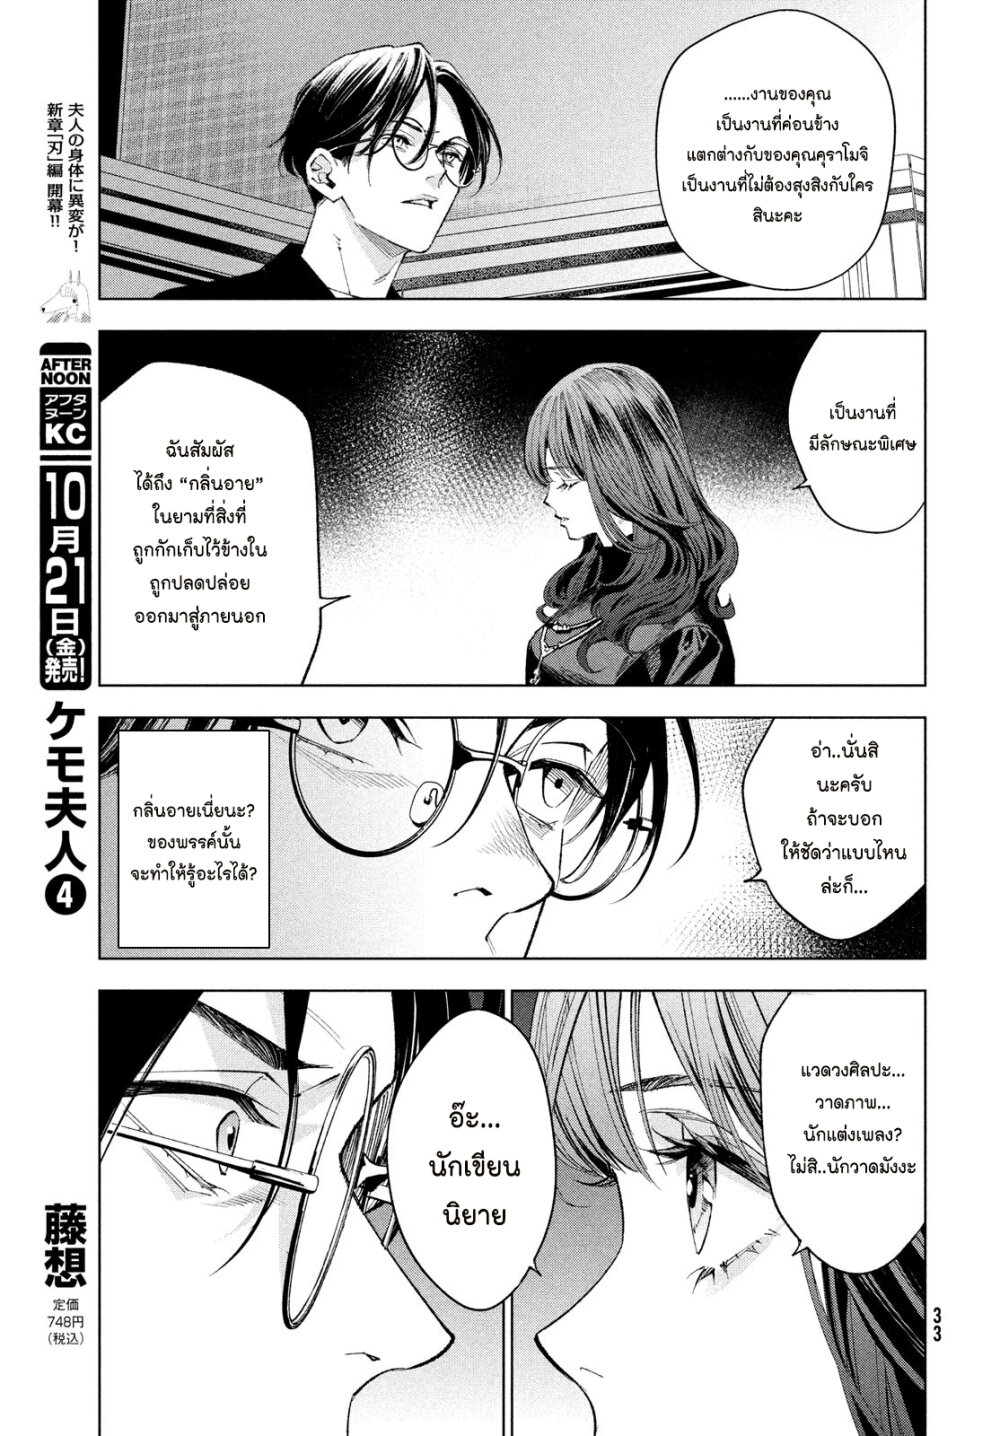 ……งานของคุณ
เป็นงานที่ค่อนข้าง
แตกต่างกับของคุณคุราโมจิ
เป็นงานที่ไม่ต้องสุงสิงกับใคร
สินะคะ
เป็นงานที่
มีลักษณะพิเศษ
ฉันสัมผัส
ได้ถึง “กลิ่นอาย”
ในยามที่สิ่งที่
ถูกกักเก็บไว้ข้างใน
ถูกปลดปล่อย
ออกมาสู่ภายนอก
อ่า..นั่นสิ
นะครับ
ถ้าจะบอก
ให้ชัดว่าแบบไหน
ล่ะก็...
กลิ่นอายเนี่ยนะ?
ของพรรค์นั้น
จะทำให้รู้อะไรได้?
แวดวงศิลปะ...
วาดภาพ...
นักแต่งเพลง?
ไม่สิ..นักวาดมังงะ
อ๊ะ...
นักเขียน
นิยาย
夫人の身体に異変が！
新章「刃」編 開幕!!
AFTER
NOON
アフタ
ヌーン
KC
10月21日(金)発売！
ケモ夫人 4
藤想
定価
748円
(税込)
33